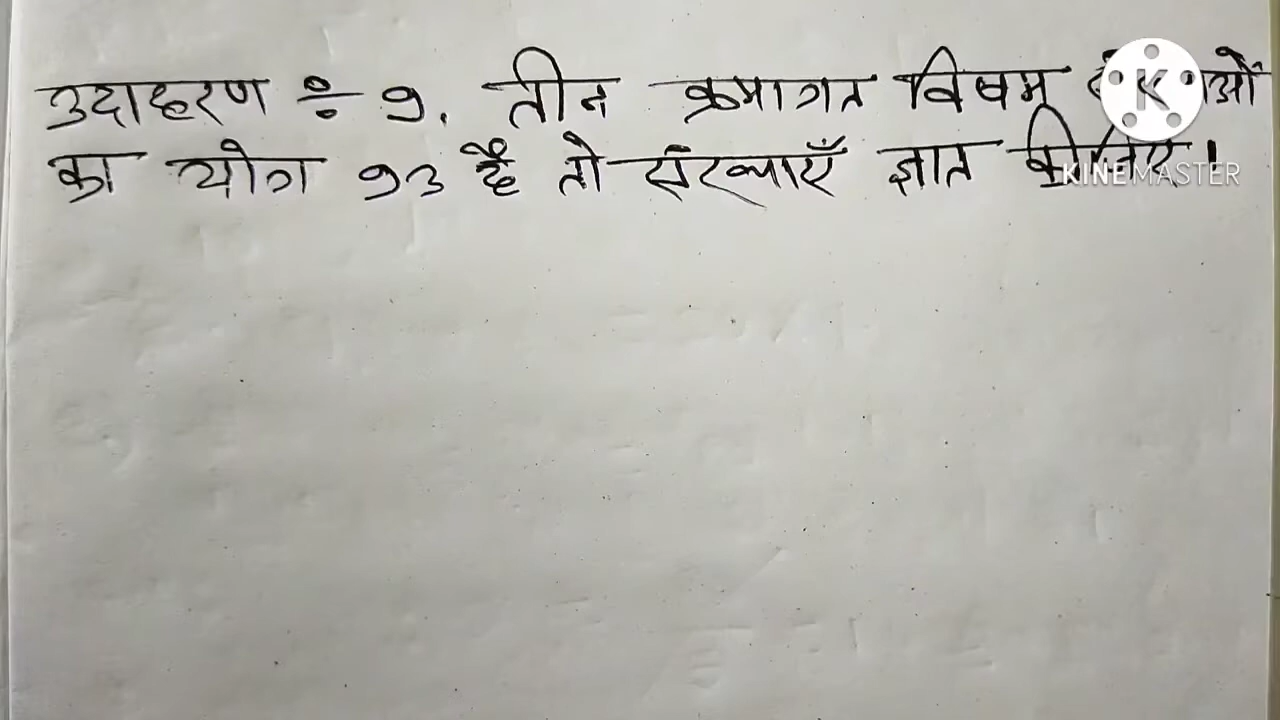 उदाहरण ÷ 9. तीन क्रमागत विषम
का योग 93 है तो संख्याएँ ज्ञात कीजिए।
K
KINEMASTER